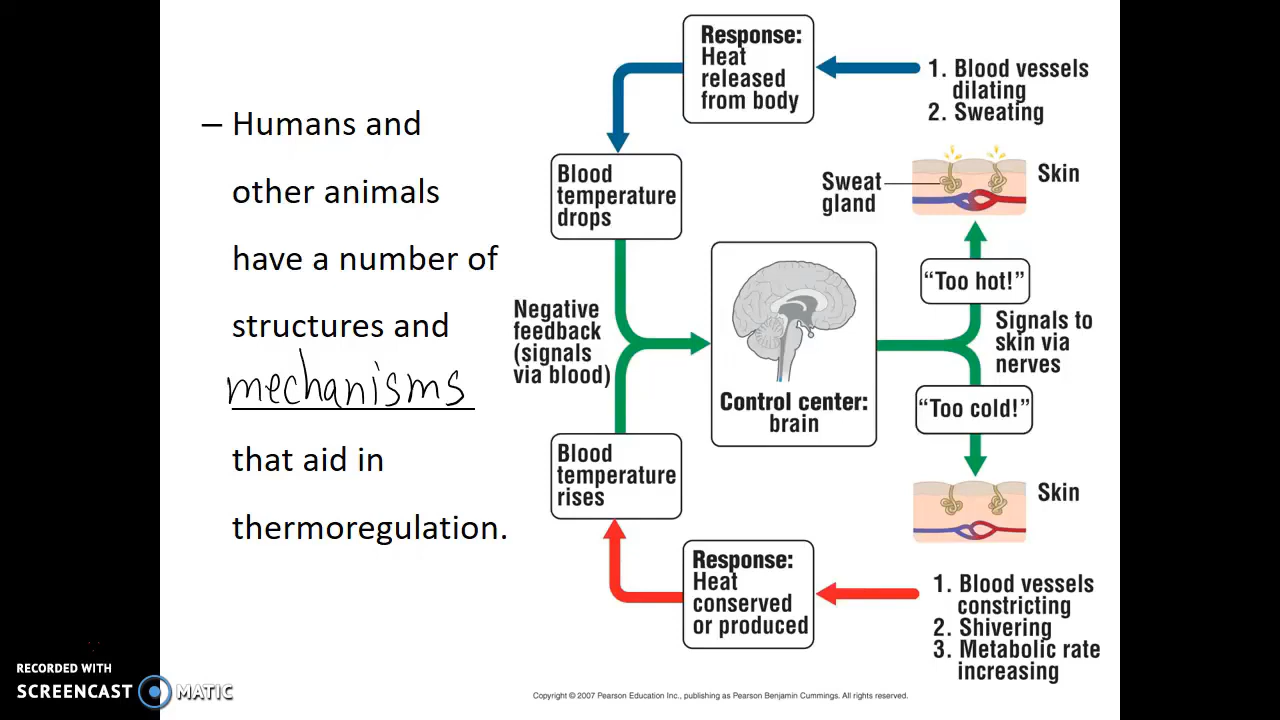 – Humans and
other animals
have a number of
structures and
mechanisms
that aid in
thermoregulation.
Response:
Heat
released
from body
1. Blood vessels
dilating
2. Sweating
Blood
temperature
drops
Sweat
gland
Skin
"Too hot!"
Negative
feedback
(signals
via blood)
Control center:
brain
Signals to
skin via
nerves
"Too cold!"
Blood
temperature
rises
Skin
Response:
Heat
conserved
or produced
1. Blood vessels
constricting
2. Shivering
3. Metabolic rate
increasing
Copyright © 2007 Pearson Education Inc., publishing as Pearson Benjamin Cummings. All rights reserved.
RECORDED WITH
SCREENCAST MATIC